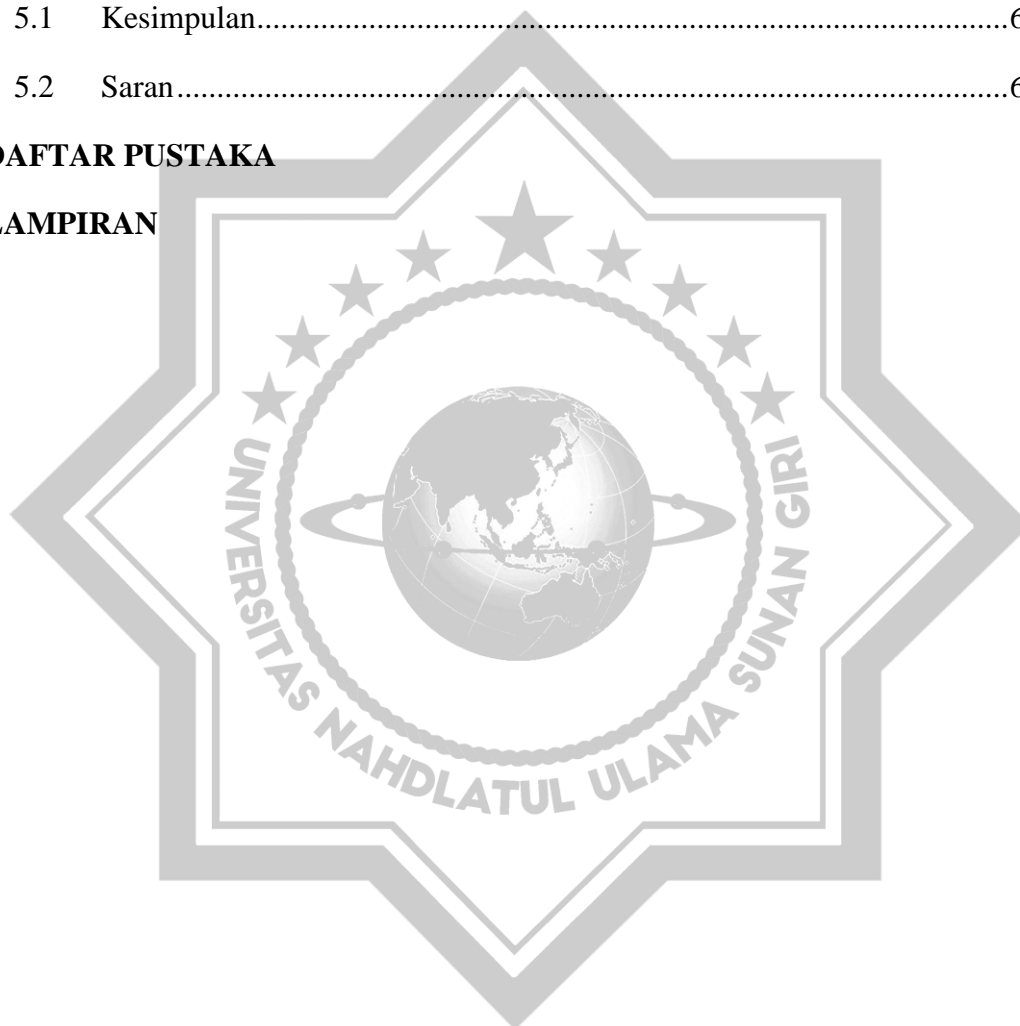 5.1 Kesimpulan....................................................................................................6
5.2 Saran..............................................................................................................6
DAFTAR PUSTAKA
LAMPIRAN
UNIVERSITAS NAHDLATUL ULAMA SUNAN GIRI